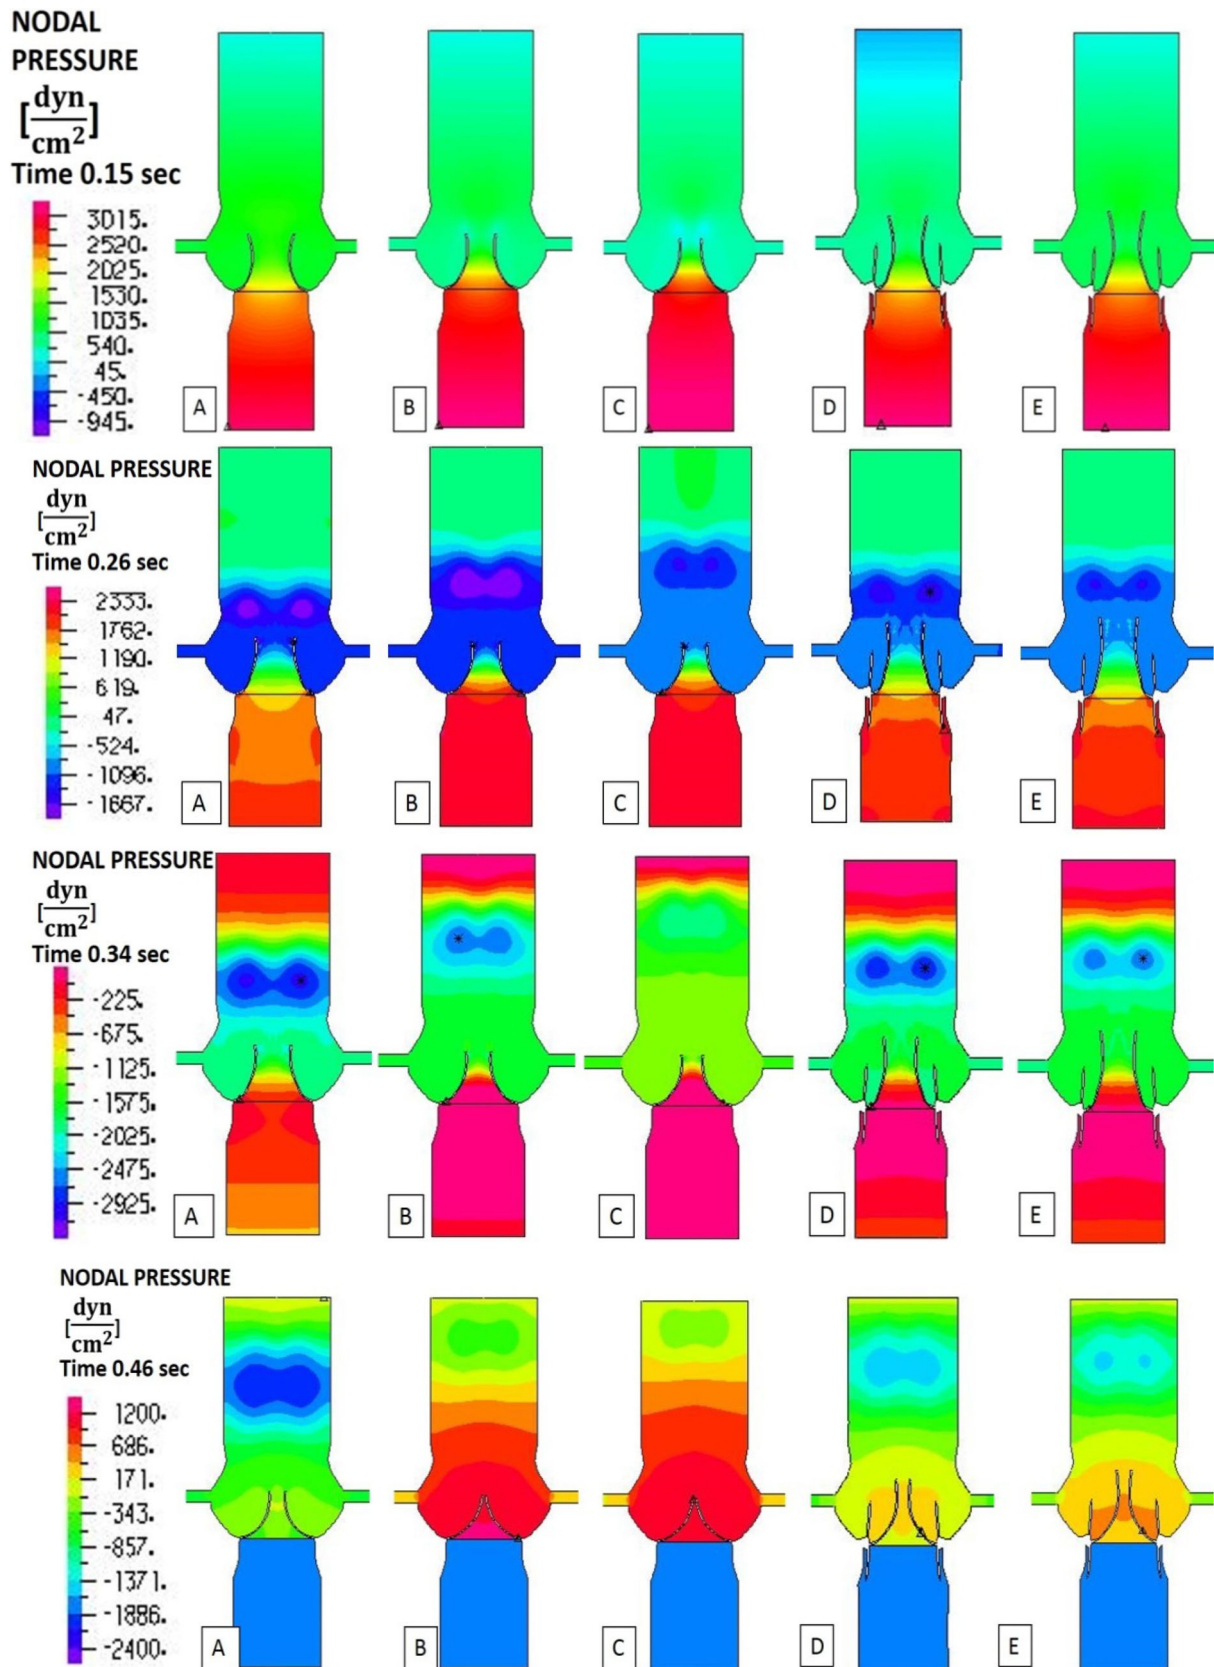 NODAL
PRESSURE
[dyn/cm²]
Time 0.15 sec
3015.
2520.
2025.
1530.
1035.
540.
45.
-450.
-945.
A
B
C
D
E
NODAL PRESSURE
[dyn/cm²]
Time 0.26 sec
2333.
1762.
1190.
619.
47.
-524.
-1096.
-1667.
A
B
C
D
E
NODAL PRESSURE
[dyn/cm²]
Time 0.34 sec
-225.
-675.
-1125.
-1575.
-2025.
-2475.
-2925.
A
B
C
D
E
NODAL PRESSURE
[dyn/cm²]
Time 0.46 sec
1200.
686.
171.
-343.
-857.
-1371.
-1886.
-2400.
A
B
C
D
E